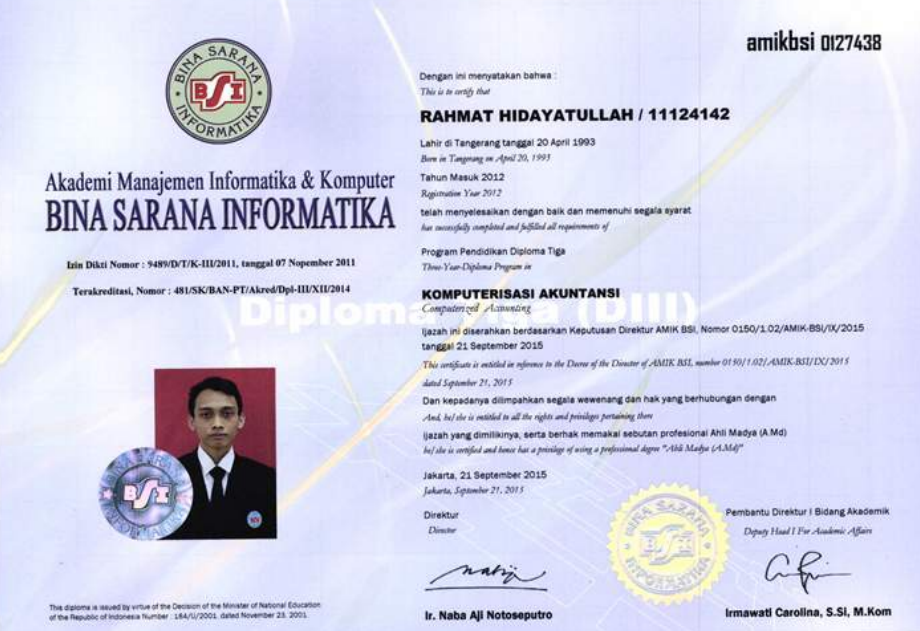 amikbsi 0127438
BINA SARANA
BSI
INFORMATIKA
Akademi Manajemen Informatika & Komputer
BINA SARANA INFORMATIKA
Izin Dikti Nomor : 9489/D/T/K-III/2011, tanggal 07 Nopember 2011
Terakreditasi, Nomor : 481/SK/BAN-PT/Akred/Dpl-III/XII/2014
Diploma Tiga (DIII)
Dengan ini menyatakan bahwa :
This is to certify that
RAHMAT HIDAYATULLAH / 11124142
Lahir di Tangerang tanggal 20 April 1993
Born in Tangerang on April 20, 1993
Tahun Masuk 2012
Registration Year 2012
telah menyelesaikan dengan baik dan memenuhi segala syarat
has successfully completed and fulfilled all requirements of
Program Pendidikan Diploma Tiga
Three-Year-Diploma Program in
KOMPUTERISASI AKUNTANSI
Computerized Accounting
Ijazah ini diserahkan berdasarkan Keputusan Direktur AMIK BSI, Nomor 0150/1.02/AMIK-BSI/IX/2015
tanggal 21 September 2015
This certificate is entitled in reference to the Decree of the Director of AMIK BSI, number 0150/1.02/AMIK-BSI/IX/2015
dated September 21, 2015
Dan kepadanya dilimpahkan segala wewenang dan hak yang berhubungan dengan
And, he/she is entitled to all the rights and privileges pertaining there
ijazah yang dimilikinya, serta berhak memakai sebutan profesional Ahli Madya (A.Md)
he/she is certified and hence has a privilege of using a professional degree "Ahli Madya (A.Md)"
Jakarta, 21 September 2015
Jakarta, September 21, 2015
Direktur
Director
Ir. Naba Aji Notoseputro
Pembantu Direktur I Bidang Akademik
Deputy Head I For Academic Affairs
Irmawati Carolina, S.Si, M.Kom
BINA SARANA
BSI
INFORMATIKA
BINA SARANA
BSI
INFORMATIKA
This diploma is issued by virtue of the Decision of the Minister of National Education
of the Republic of Indonesia Number : 184/U/2001, dated November 23, 2001.